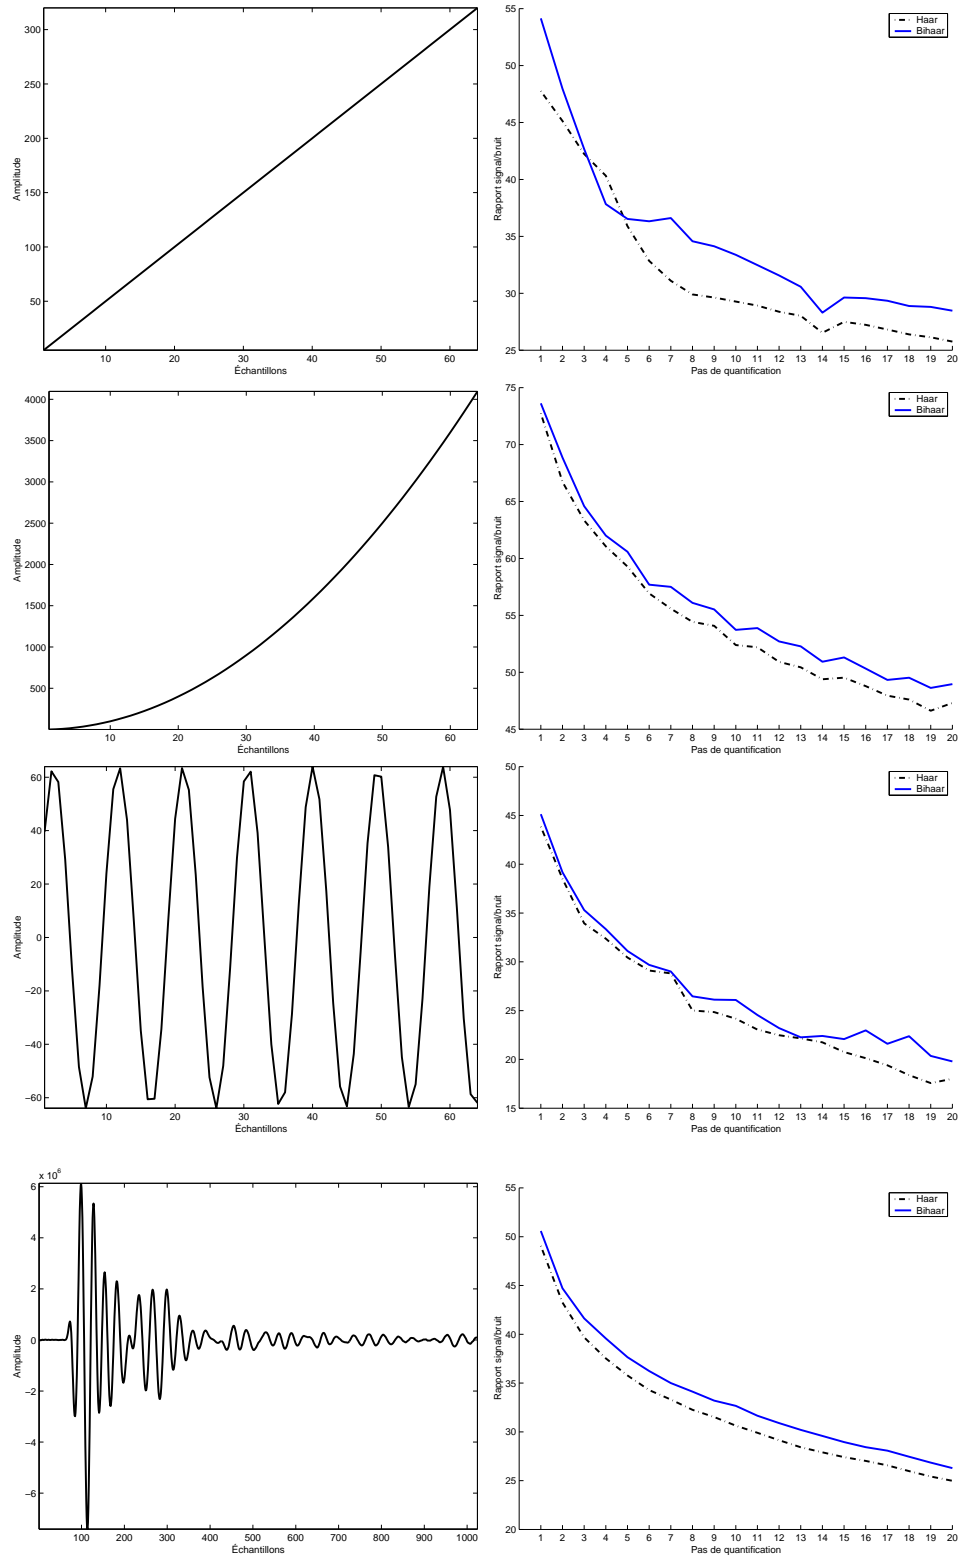 300
250
200
150
100
50
Amplitude
10 20 30 40 50 60
Échantillons
55
50
45
40
35
30
25
Rapport signal/bruit
Haar
Bihaar
1 2 3 4 5 6 7 8 9 10 11 12 13 14 15 16 17 18 19 20
Pas de quantification
4000
3500
3000
2500
2000
1500
1000
500
Amplitude
10 20 30 40 50 60
Échantillons
75
70
65
60
55
50
45
Rapport signal/bruit
Haar
Bihaar
1 2 3 4 5 6 7 8 9 10 11 12 13 14 15 16 17 18 19 20
Pas de quantification
60
40
20
0
−20
−40
−60
Amplitude
10 20 30 40 50 60
Échantillons
50
45
40
35
30
25
20
15
Rapport signal/bruit
Haar
Bihaar
1 2 3 4 5 6 7 8 9 10 11 12 13 14 15 16 17 18 19 20
Pas de quantification
x 10⁶
6
4
2
0
−2
−4
−6
Amplitude
100 200 300 400 500 600 700 800 900 1000
Échantillons
55
50
45
40
35
30
25
20
Rapport signal/bruit
Haar
Bihaar
1 2 3 4 5 6 7 8 9 10 11 12 13 14 15 16 17 18 19 20
Pas de quantification